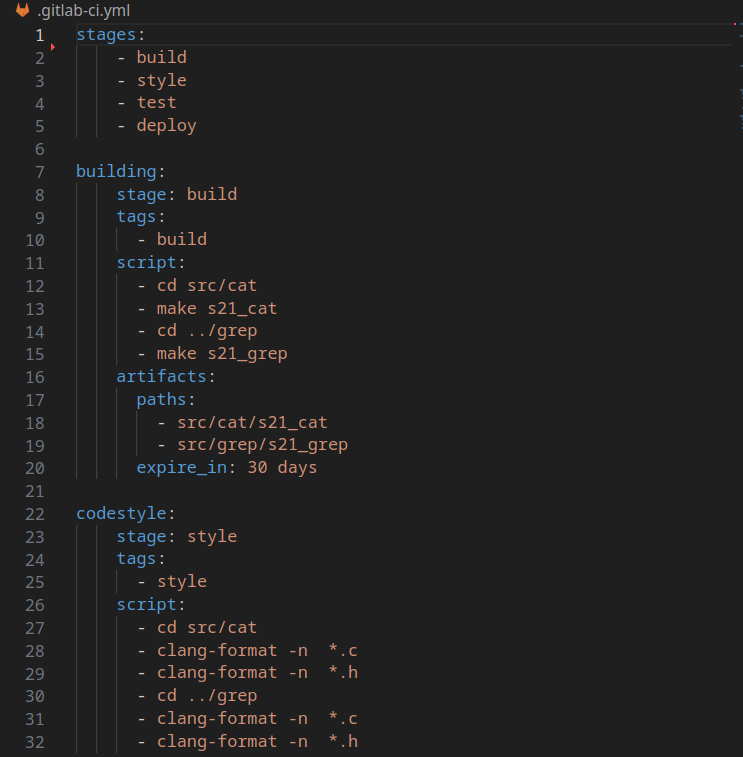 .gitlab-ci.yml
1 stages:
2     - build
3     - style
4     - test
5     - deploy
6
7 building:
8     stage: build
9     tags:
10       - build
11     script:
12       - cd src/cat
13       - make s21_cat
14       - cd ../grep
15       - make s21_grep
16     artifacts:
17       paths:
18         - src/cat/s21_cat
19         - src/grep/s21_grep
20       expire_in: 30 days
21
22 codestyle:
23     stage: style
24     tags:
25       - style
26     script:
27       - cd src/cat
28       - clang-format -n  *.c
29       - clang-format -n  *.h
30       - cd ../grep
31       - clang-format -n  *.c
32       - clang-format -n  *.h